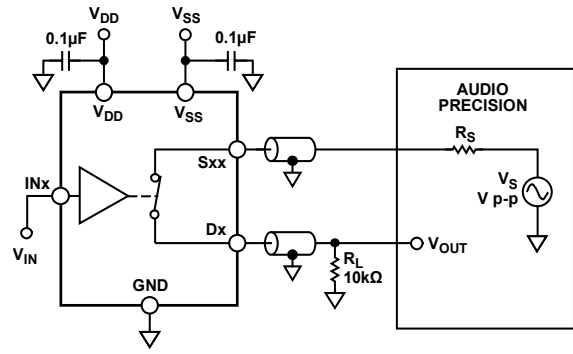 VDD
VSS
0.1µF
0.1µF
VDD
VSS
AUDIO
PRECISION
RS
VS
V p-p
Sxx
INx
VIN
Dx
VOUT
RL
10kΩ
GND